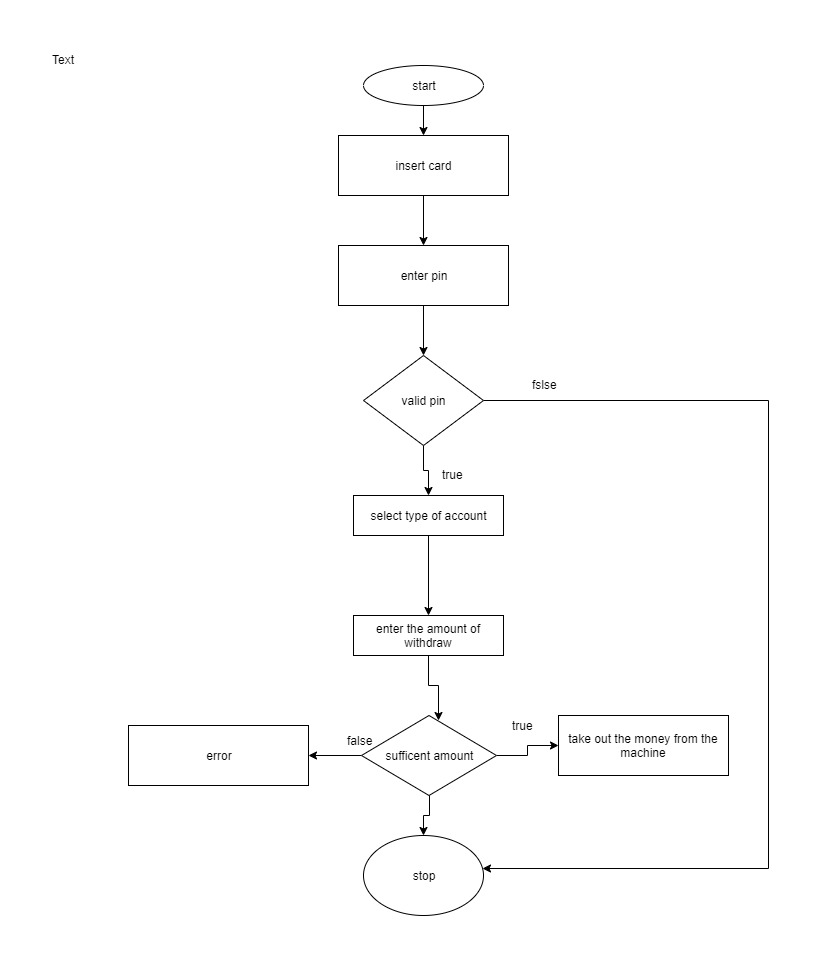 Text
start
insert card
enter pin
valid pin
fslse
true
select type of account
enter the amount of
withdraw
error
false
sufficent amount
true
take out the money from the
machine
stop